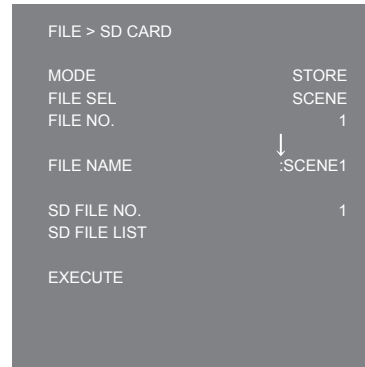 FILE > SD CARD
MODE STORE
FILE SEL SCENE
FILE NO. 1
↓
FILE NAME :SCENE1
SD FILE NO. 1
SD FILE LIST
EXECUTE